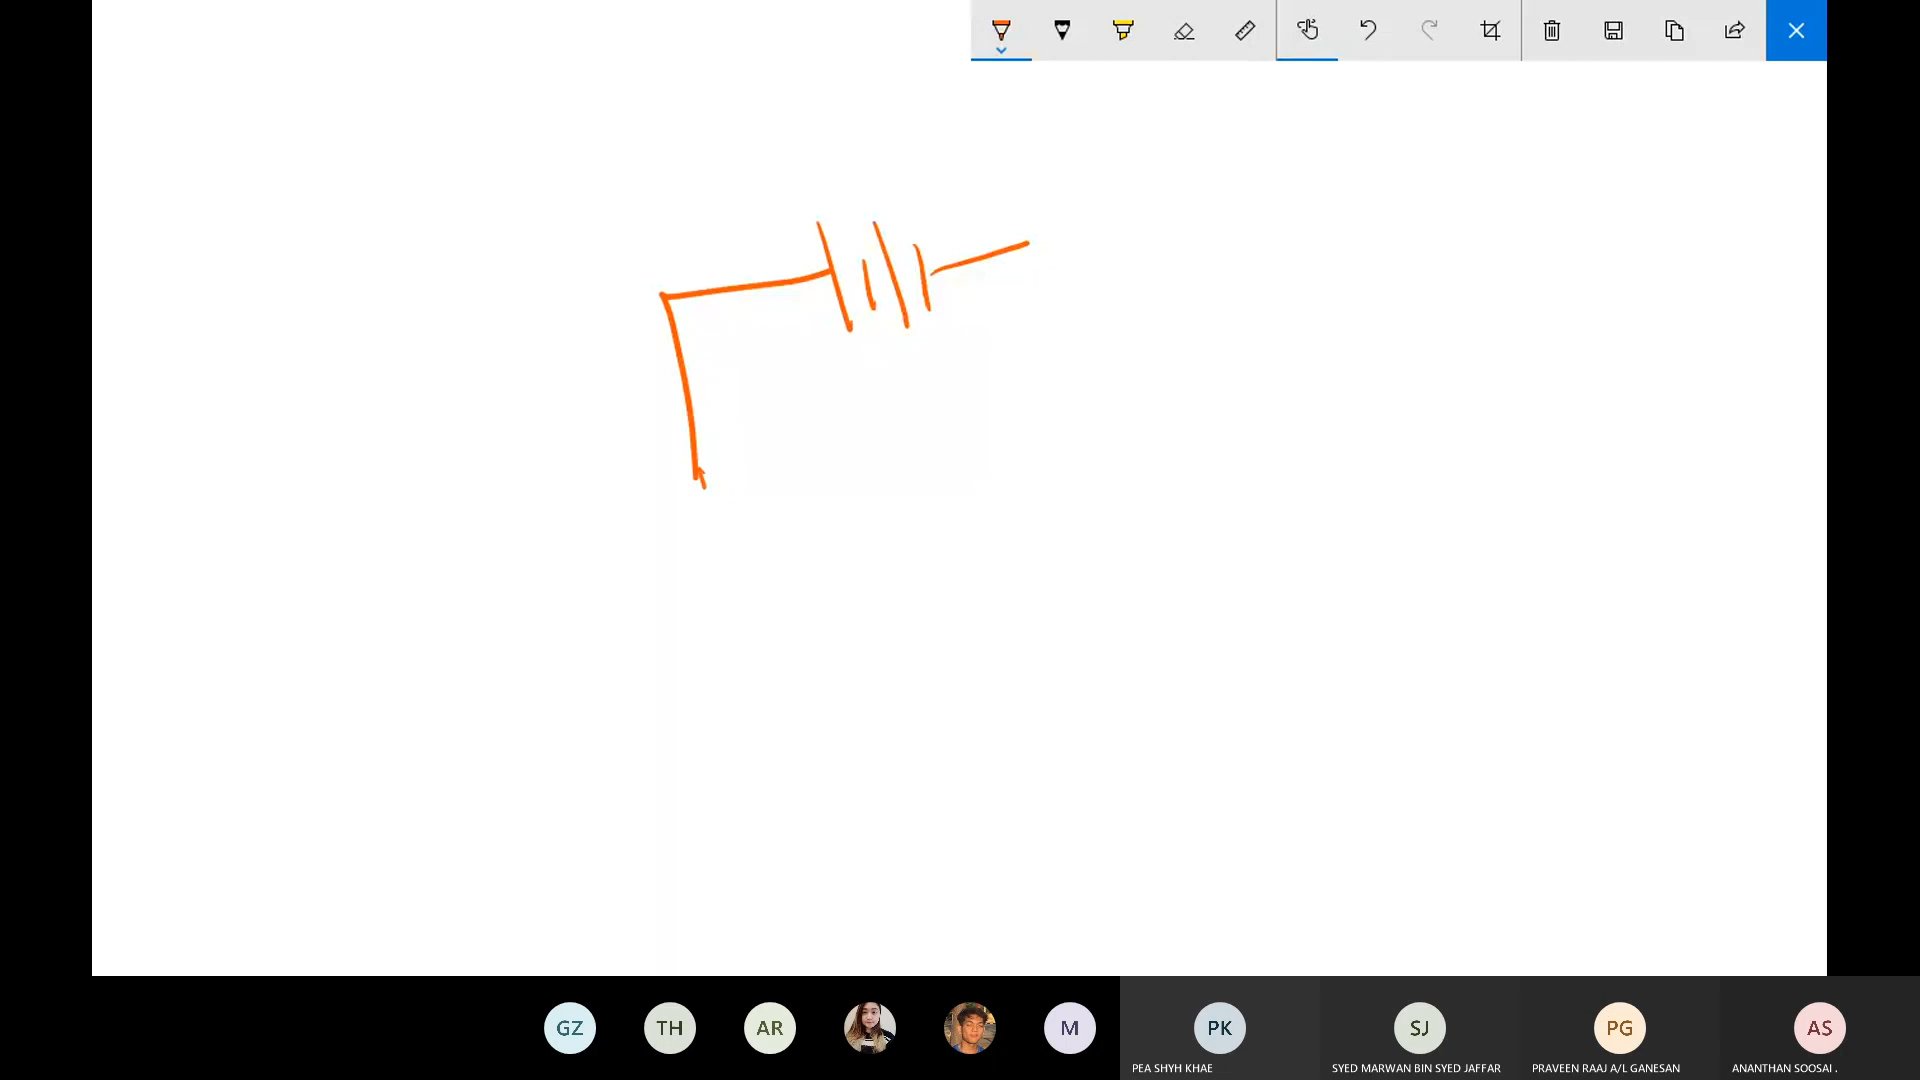 GZ
TH
AR
M
PK
SJ
PG
AS
PEA SHYH KHAE
SYED MARWAN BIN SYED JAFFAR
PRAVEEN RAAJ A/L GANESAN
ANANTHAN SOOSAI .